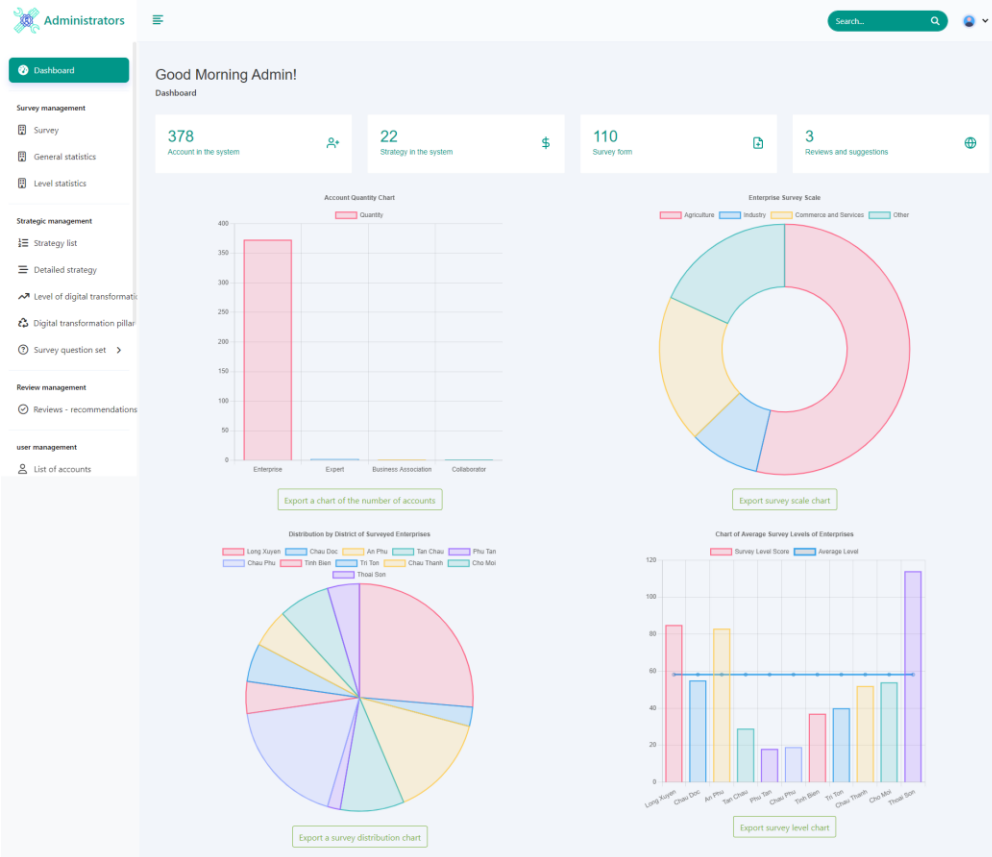 Administrators
Search...
Dashboard
Survey management
Survey
General statistics
Level statistics
Strategic management
Strategy list
Detailed strategy
Level of digital transformatic
Digital transformation pillar
Survey question set
Review management
Reviews - recommendations
user management
List of accounts
Good Morning Admin!
Dashboard
378
Account in the system
22
Strategy in the system
110
Survey form
3
Reviews and suggestions
Account Quantity Chart
Quantity
400
350
300
250
200
150
100
50
0
Enterprise Expert Business Association Collaborator
Export a chart of the number of accounts
Enterprise Survey Scale
Agriculture Industry Commerce and Services Other
Export survey scale chart
Distribution by District of Surveyed Enterprises
Long Xuyen Chau Doc An Phu Tan Chau Phu Tan
Chau Phu Tinh Bien Tri Ton Chau Thanh Cho Moi
Thoai Son
Export a survey distribution chart
Chart of Average Survey Levels of Enterprises
Survey Level Score Average Level
120
100
80
60
40
20
0
Long Xuyen Chau Doc An Phu Tan Chau Phu Tan Chau Phu Tinh Bien Tri Ton Chau Thanh Cho Moi Thoai Son
Export survey level chart